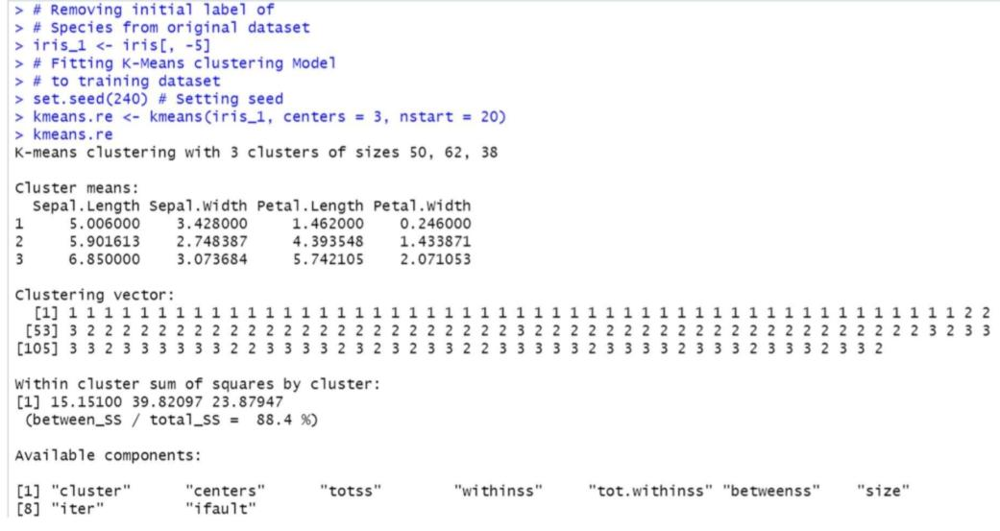 > # Removing initial label of
> # Species from original dataset
> iris_1 <- iris[, -5]
> # Fitting K-Means clustering Model
> # to training dataset
> set.seed(240) # Setting seed
> kmeans.re <- kmeans(iris_1, centers = 3, nstart = 20)
> kmeans.re
K-means clustering with 3 clusters of sizes 50, 62, 38
Cluster means:
Sepal.Length Sepal.Width Petal.Length Petal.Width
1 5.006000 3.428000 1.462000 0.246000
2 5.901613 2.748387 4.393548 1.433871
3 6.850000 3.073684 5.742105 2.071053
Clustering vector:
[1] 1 1 1 1 1 1 1 1 1 1 1 1 1 1 1 1 1 1 1 1 1 1 1 1 1 1 1 1 1 1 1 1 1 1 1 1 1 1 1 1 1 1 1 1 1 1 1 1 1 1 2 2
[53] 3 2 2 2 2 2 2 2 2 2 2 2 2 2 2 2 2 2 2 2 2 2 2 2 2 3 2 2 2 2 2 2 2 2 2 2 2 2 2 2 2 2 2 2 2 2 2 2 3 2 3 3
[105] 3 3 2 3 3 3 3 3 3 2 2 3 3 3 3 2 3 2 3 2 3 3 2 2 3 3 3 3 3 2 3 3 3 3 2 3 3 3 2 3 3 3 2 3 3 2
Within cluster sum of squares by cluster:
[1] 15.15100 39.82097 23.87947
(between_SS / total_SS = 88.4 %)
Available components:
[1] "cluster" "centers" "totss" "withinss" "tot.withinss" "betweenss" "size"
[8] "iter" "ifault"